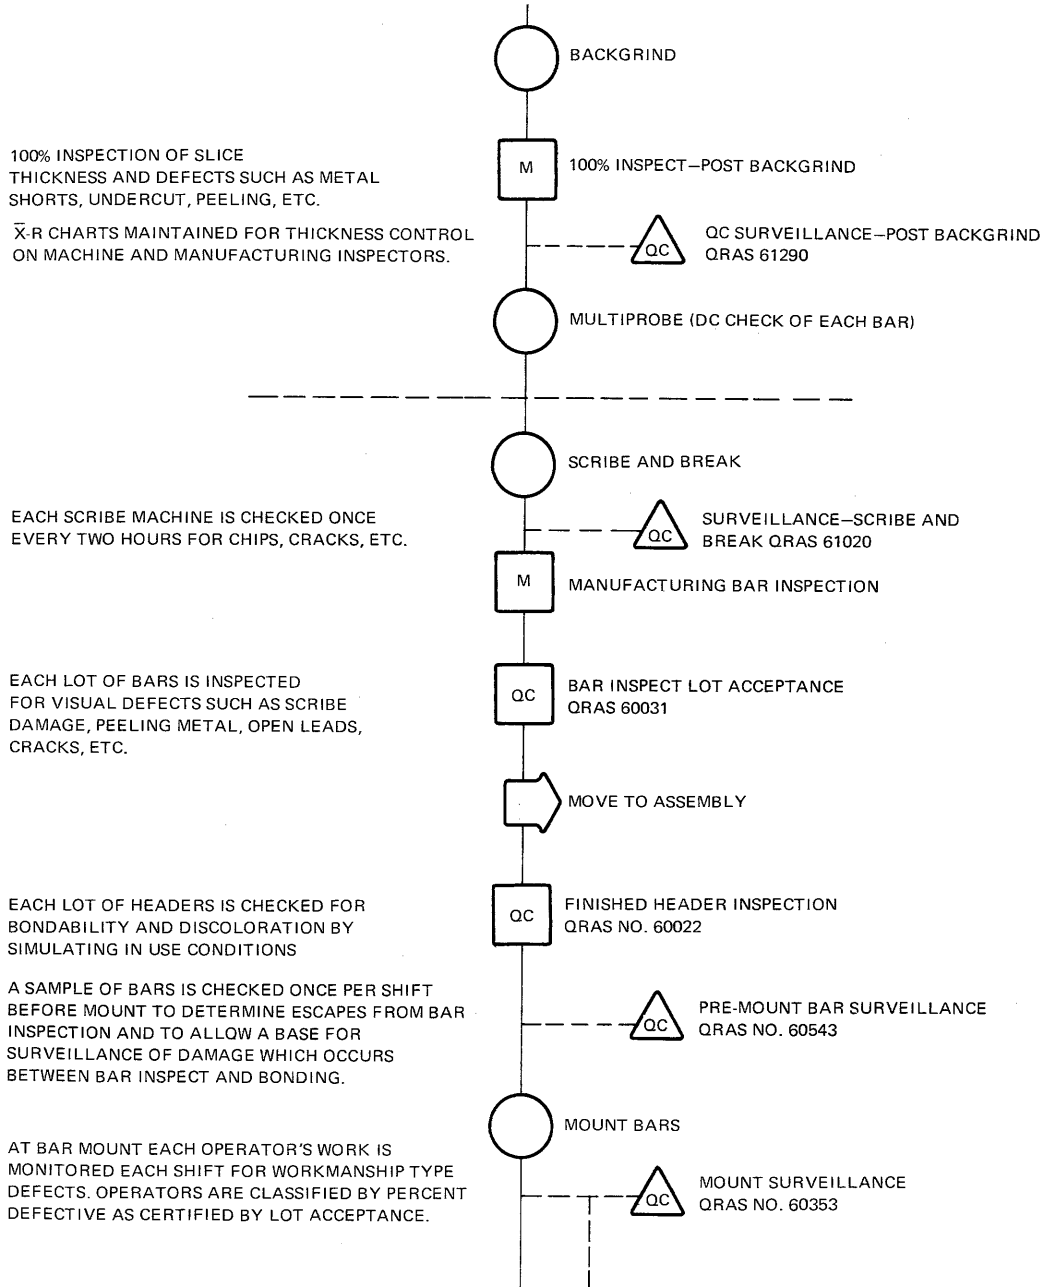 BACKGRIND
100% INSPECTION OF SLICE
THICKNESS AND DEFECTS SUCH AS METAL
SHORTS, UNDERCUT, PEELING, ETC.
M
100% INSPECT—POST BACKGRIND
X̅-R CHARTS MAINTAINED FOR THICKNESS CONTROL
ON MACHINE AND MANUFACTURING INSPECTORS.
QC
QC SURVEILLANCE—POST BACKGRIND
QRAS 61290
MULTIPROBE (DC CHECK OF EACH BAR)
SCRIBE AND BREAK
EACH SCRIBE MACHINE IS CHECKED ONCE
EVERY TWO HOURS FOR CHIPS, CRACKS, ETC.
QC
SURVEILLANCE—SCRIBE AND
BREAK QRAS 61020
M
MANUFACTURING BAR INSPECTION
EACH LOT OF BARS IS INSPECTED
FOR VISUAL DEFECTS SUCH AS SCRIBE
DAMAGE, PEELING METAL, OPEN LEADS,
CRACKS, ETC.
QC
BAR INSPECT LOT ACCEPTANCE
QRAS 60031
MOVE TO ASSEMBLY
EACH LOT OF HEADERS IS CHECKED FOR
BONDABILITY AND DISCOLORATION BY
SIMULATING IN USE CONDITIONS
QC
FINISHED HEADER INSPECTION
QRAS NO. 60022
A SAMPLE OF BARS IS CHECKED ONCE PER SHIFT
BEFORE MOUNT TO DETERMINE ESCAPES FROM BAR
INSPECTION AND TO ALLOW A BASE FOR
SURVEILLANCE OF DAMAGE WHICH OCCURS
BETWEEN BAR INSPECT AND BONDING.
QC
PRE-MOUNT BAR SURVEILLANCE
QRAS NO. 60543
MOUNT BARS
AT BAR MOUNT EACH OPERATOR'S WORK IS
MONITORED EACH SHIFT FOR WORKMANSHIP TYPE
DEFECTS. OPERATORS ARE CLASSIFIED BY PERCENT
DEFECTIVE AS CERTIFIED BY LOT ACCEPTANCE.
QC
MOUNT SURVEILLANCE
QRAS NO. 60353